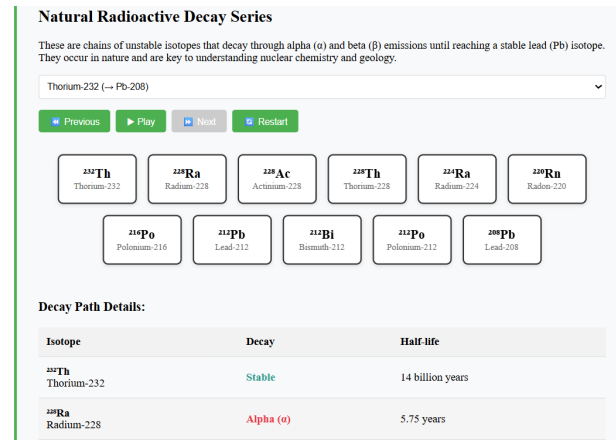 Natural Radioactive Decay Series
These are chains of unstable isotopes that decay through alpha (α) and beta (β) emissions until reaching a stable lead (Pb) isotope.
They occur in nature and are key to understanding nuclear chemistry and geology.
Thorium-232 (→ Pb-208)
⏪ Previous ▶ Play ⏩ Next 🔄 Restart
²³²Th ²²⁸Ra ²²⁸Ac ²²⁸Th ²²⁴Ra ²²⁰Rn
Thorium-232 Radium-228 Actinium-228 Thorium-228 Radium-224 Radon-220
²¹⁶Po ²¹²Pb ²¹²Bi ²¹²Po ²⁰⁸Pb
Polonium-216 Lead-212 Bismuth-212 Polonium-212 Lead-208
Decay Path Details:
Isotope Decay Half-life
²³²Th
Thorium-232 Stable 14 billion years
²²⁸Ra
Radium-228 Alpha (α) 5.75 years